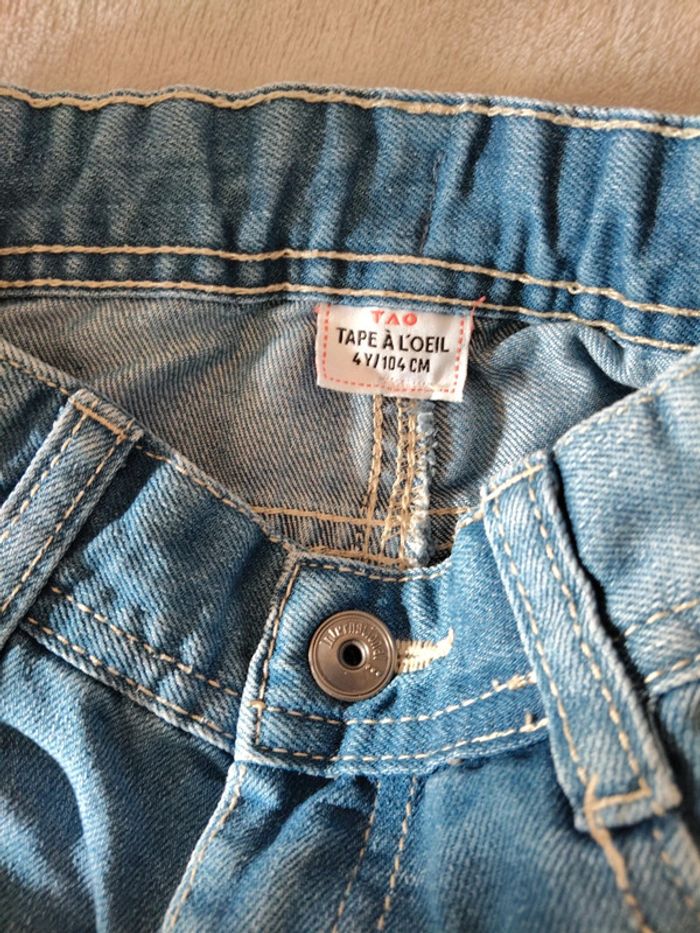 TAO
TAPE À L'OEIL
4Y/104 CM